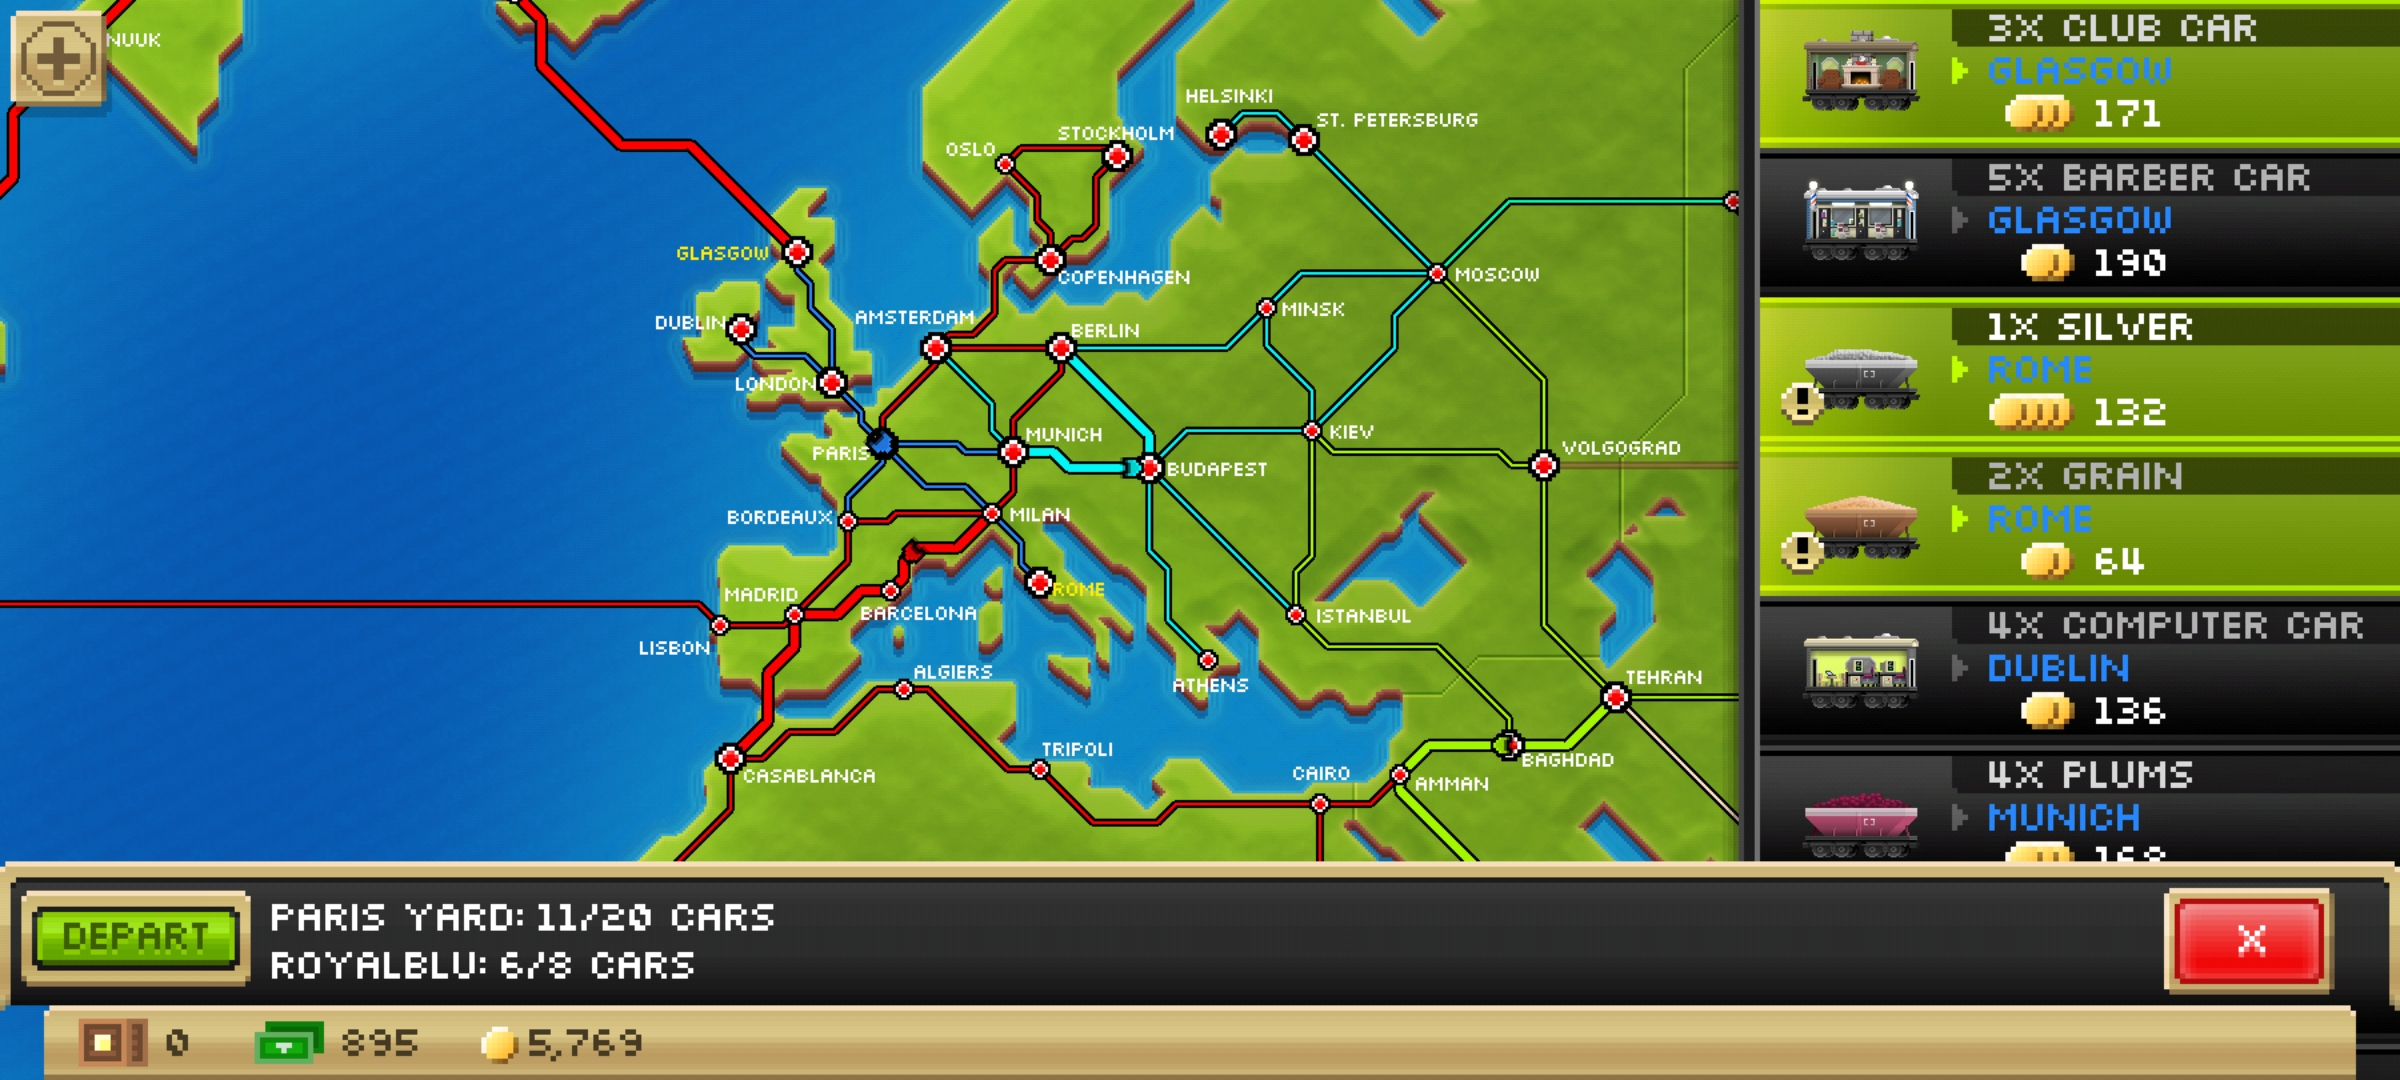 NUUK
HELSINKI
ST. PETERSBURG
STOCKHOLM
OSLO
GLASGOW
COPENHAGEN
MOSCOW
MINSK
DUBLIN
AMSTERDAM
BERLIN
LONDON
MUNICH
KIEV
PARIS
BUDAPEST
VOLGOGRAD
BORDEAUX
MILAN
MADRID
ROME
BARCELONA
ISTANBUL
LISBON
ALGIERS
ATHENS
TEHRAN
TRIPOLI
CASABLANCA
CAIRO
BAGHDAD
AMMAN
3X CLUB CAR
GLASGOW
171
5X BARBER CAR
GLASGOW
190
1X SILVER
ROME
132
2X GRAIN
ROME
64
4X COMPUTER CAR
DUBLIN
136
4X PLUMS
MUNICH
DEPART
PARIS YARD: 11/20 CARS
ROYALBLU: 6/8 CARS
X
0
895
5,769